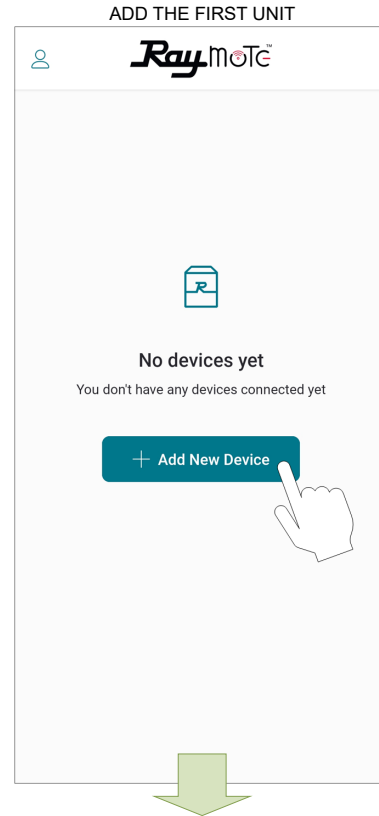 ADD THE FIRST UNIT
RayMOTE™
R
No devices yet
You don't have any devices connected yet
+ Add New Device